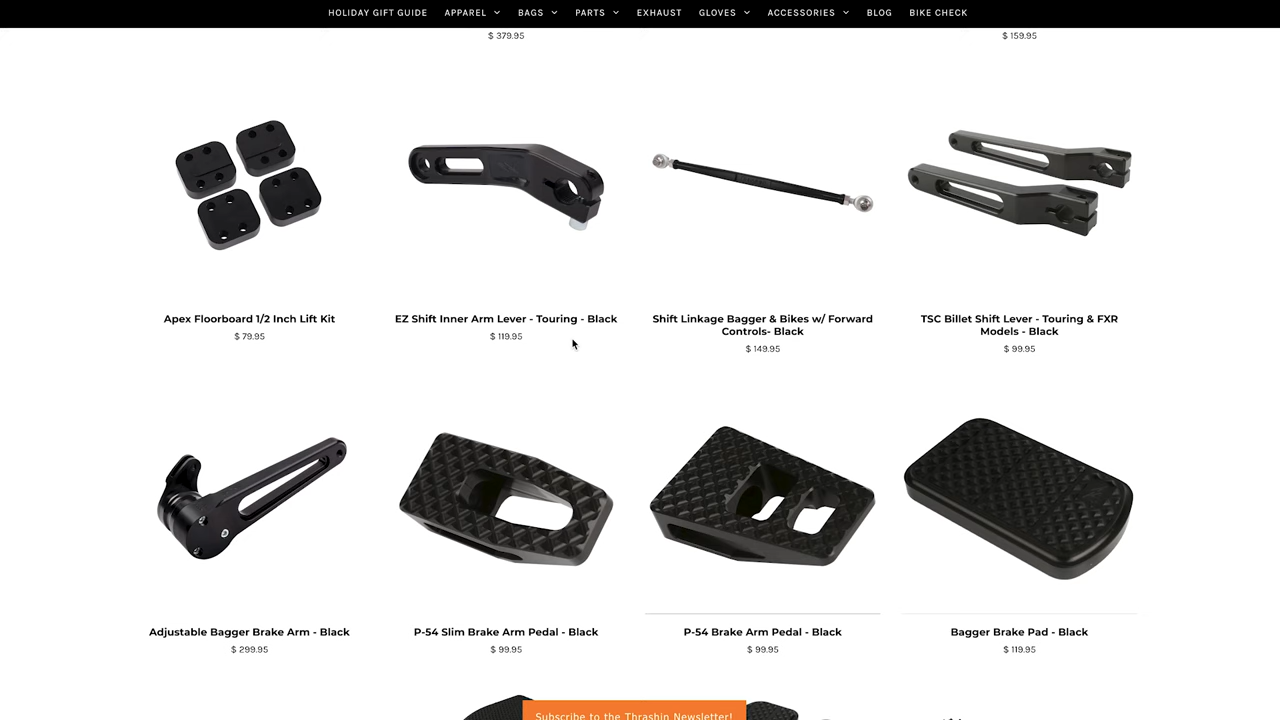 HOLIDAY GIFT GUIDE APPAREL BAGS PARTS EXHAUST GLOVES ACCESSORIES BLOG BIKE CHECK
$ 379.95 $ 159.95
Apex Floorboard 1/2 Inch Lift Kit
$ 79.95
EZ Shift Inner Arm Lever - Touring - Black
$ 119.95
Shift Linkage Bagger & Bikes w/ Forward
Controls- Black
$ 149.95
TSC Billet Shift Lever - Touring & FXR
Models - Black
$ 99.95
Adjustable Bagger Brake Arm - Black
$ 299.95
P-54 Slim Brake Arm Pedal - Black
$ 99.95
P-54 Brake Arm Pedal - Black
$ 99.95
Bagger Brake Pad - Black
$ 119.95
Subscribe to the Thrashin Newsletter!